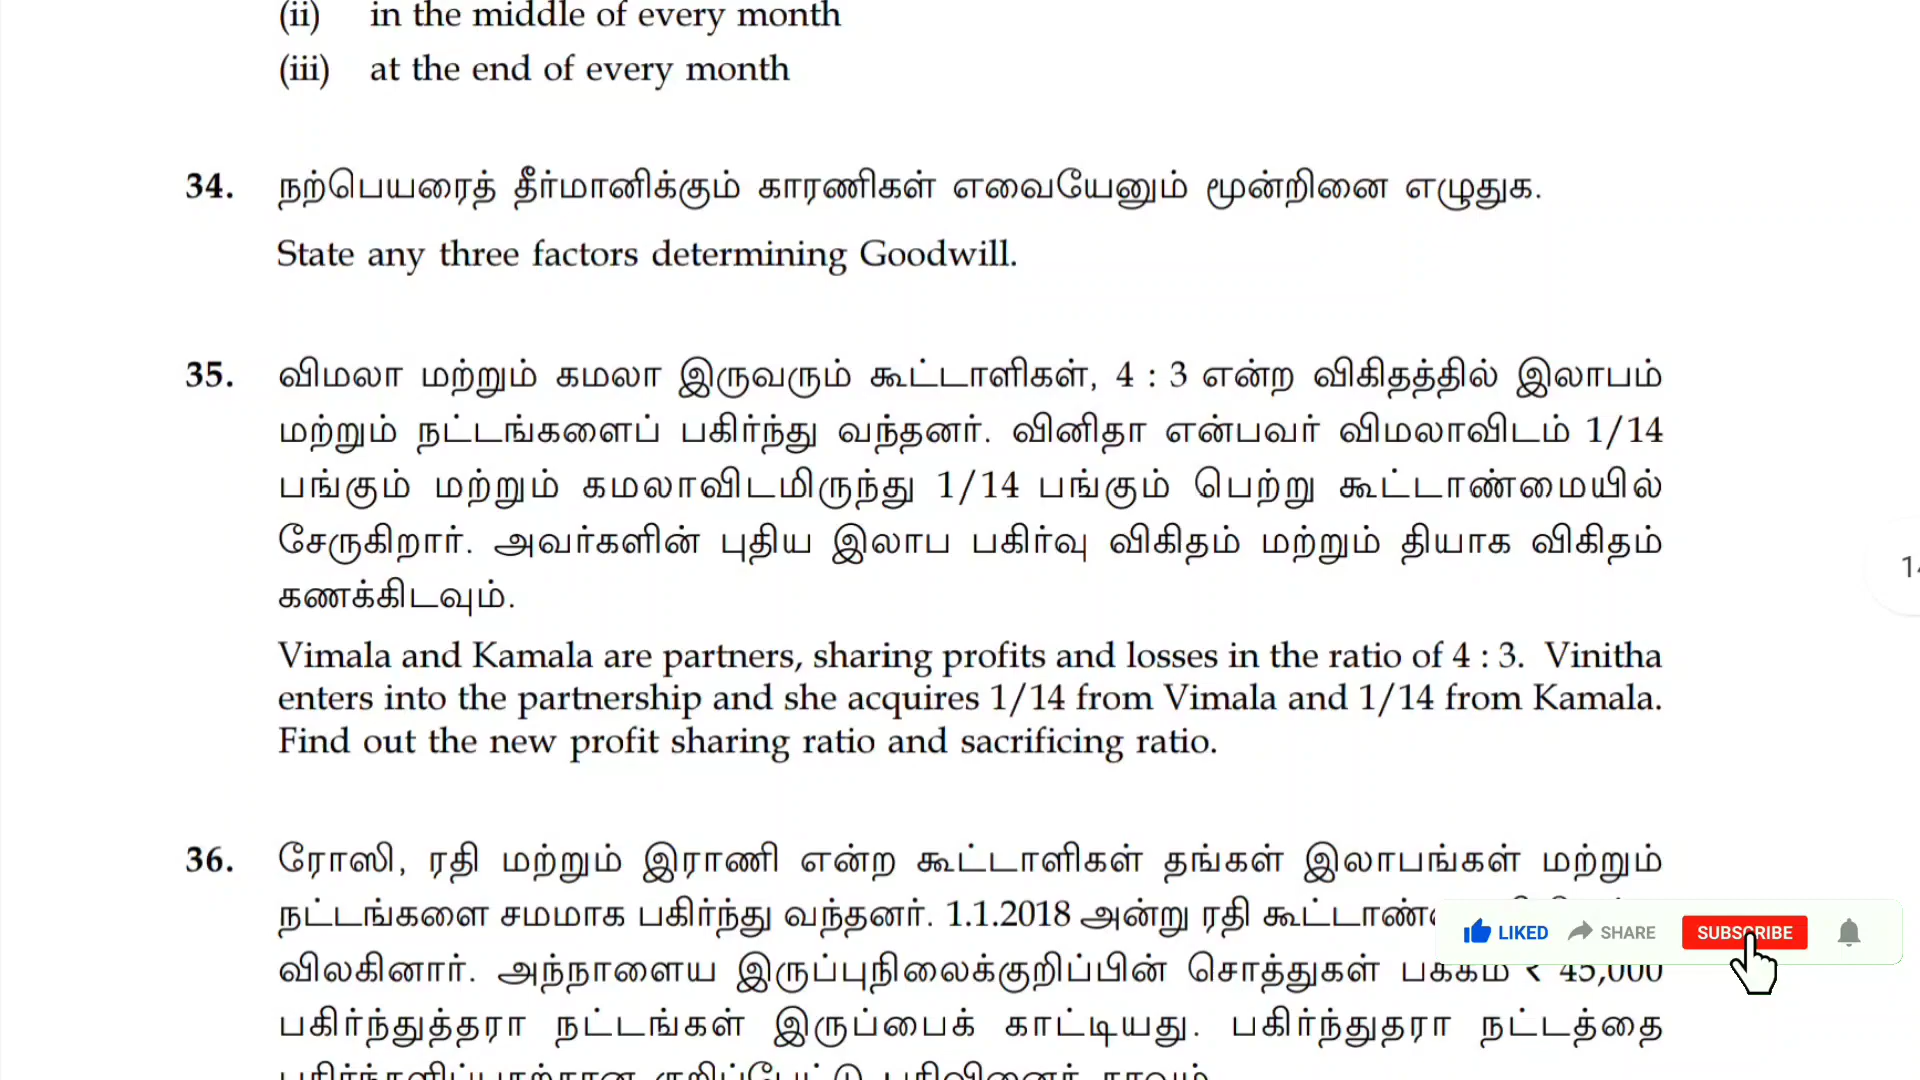 (ii) in the middle of every month
(iii) at the end of every month
34. நற்பெயரைத் தீர்மானிக்கும் காரணிகள் எவையேனும் மூன்றினை எழுதுக.
State any three factors determining Goodwill.
35. விமலா மற்றும் கமலா இருவரும் கூட்டாளிகள், 4 : 3 என்ற விகிதத்தில் இலாபம்
மற்றும் நட்டங்களைப் பகிர்ந்து வந்தனர். வினிதா என்பவர் விமலாவிடம் 1/14
பங்கும் மற்றும் கமலாவிடமிருந்து 1/14 பங்கும் பெற்று கூட்டாண்மையில்
சேருகிறார். அவர்களின் புதிய இலாப பகிர்வு விகிதம் மற்றும் தியாக விகிதம்
கணக்கிடவும்.
Vimala and Kamala are partners, sharing profits and losses in the ratio of 4 : 3. Vinitha
enters into the partnership and she acquires 1/14 from Vimala and 1/14 from Kamala.
Find out the new profit sharing ratio and sacrificing ratio.
36. ரோஸி, ரதி மற்றும் இராணி என்ற கூட்டாளிகள் தங்கள் இலாபங்கள் மற்றும்
நட்டங்களை சமமாக பகிர்ந்து வந்தனர். 1.1.2018 அன்று ரதி
LIKED SHARE SUBSCRIBE
விலகினார். அந்நாளைய இருப்புநிலைக்குறிப்பின் சொத்துகள் பக்கம் ₹ 45,000
பகிர்ந்துத்தரா நட்டங்கள் இருப்பைக் காட்டியது. பகிர்ந்துதரா நட்டத்தை